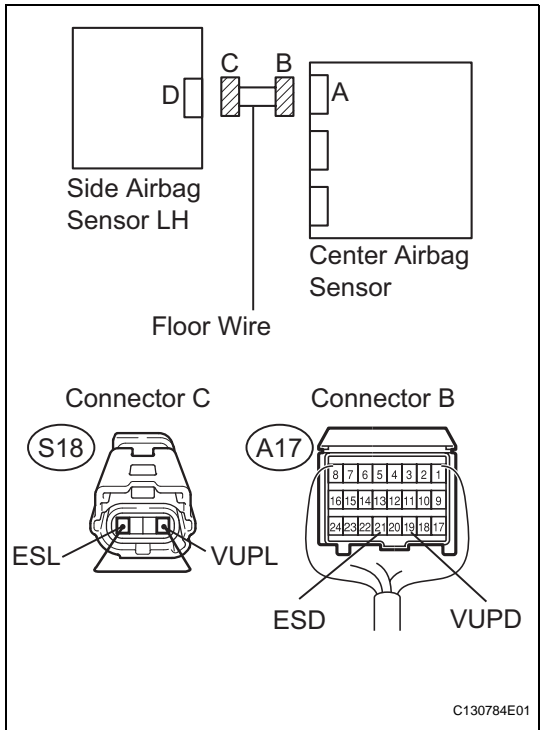 C B
D A
Side Airbag
Sensor LH
Center Airbag
Sensor
Floor Wire
Connector C Connector B
S18 A17
8 7 6 5 4 3 2 1
16 15 14 13 12 11 10 9
24 23 22 21 20 19 18 17
ESL VUPL
ESD VUPD
C130784E01